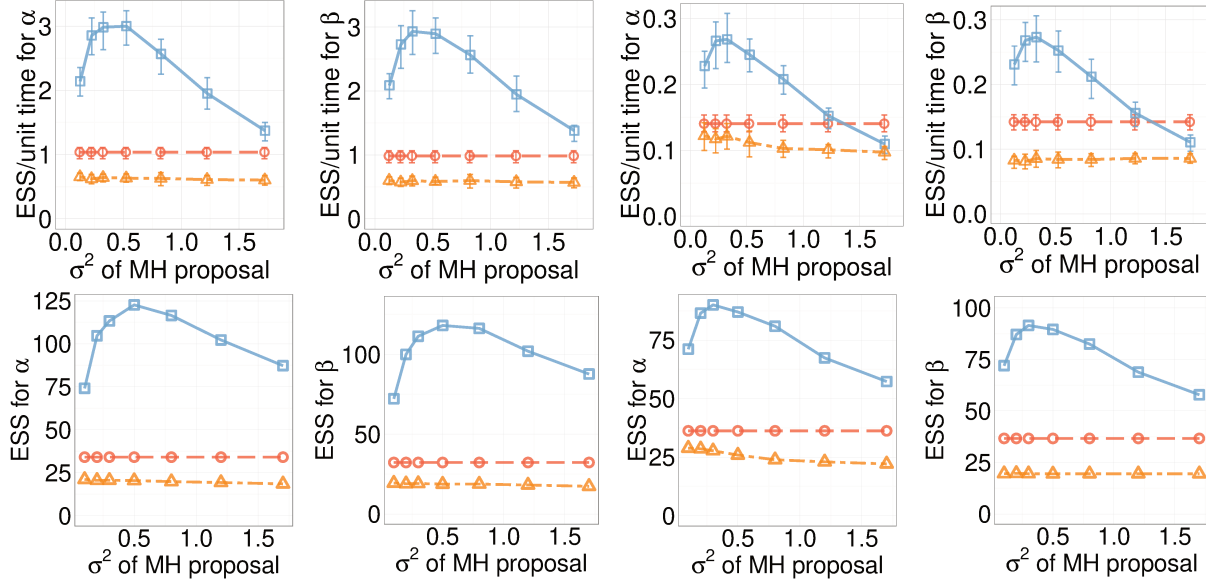 ESS/unit time for α
3
2
1
0
0.0 0.5 1.0 1.5
σ² of MH proposal
ESS/unit time for β
3
2
1
0
0.0 0.5 1.0 1.5
σ² of MH proposal
ESS/unit time for α
0.3
0.2
0.1
0.0
0.0 0.5 1.0 1.5
σ² of MH proposal
ESS/unit time for β
0.3
0.2
0.1
0.0
0.0 0.5 1.0 1.5
σ² of MH proposal
ESS for α
125
100
75
50
25
0
0.5 1.0 1.5
σ² of MH proposal
ESS for β
100
50
0
0.5 1.0 1.5
σ² of MH proposal
ESS for α
75
50
25
0
0.5 1.0 1.5
σ² of MH proposal
ESS for β
100
75
50
25
0
0.5 1.0 1.5
σ² of MH proposal